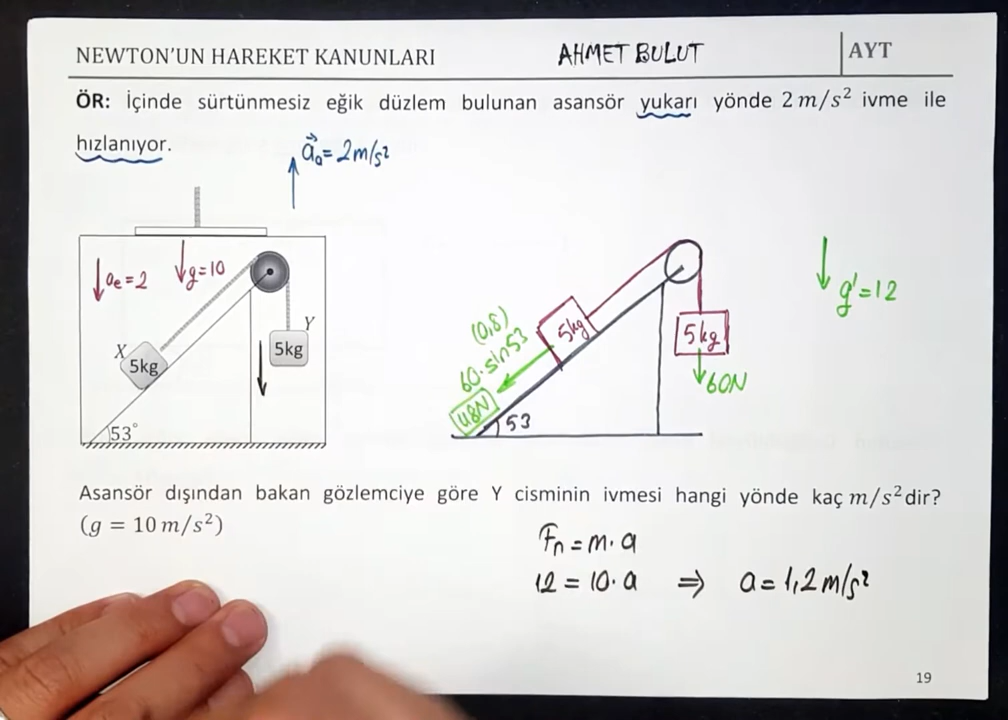 NEWTON'UN HAREKET KANUNLARI AHMET BULUT AYT
ÖR: İçinde sürtünmesiz eğik düzlem bulunan asansör yukarı yönde 2 m/s² ivme ile
hızlanıyor.
a⃗ₐ=2m/s²
aₑ=2
g=10
X
5kg
Y
5kg
53°
5kg
5kg
60N
(0,8)
60.sin53
48N
53
g'=12
Asansör dışından bakan gözlemciye göre Y cisminin ivmesi hangi yönde kaç m/s² dir?
(g = 10 m/s²)
Fₙ=m.a
12 = 10.a ⇒ a=1,2m/s²
19